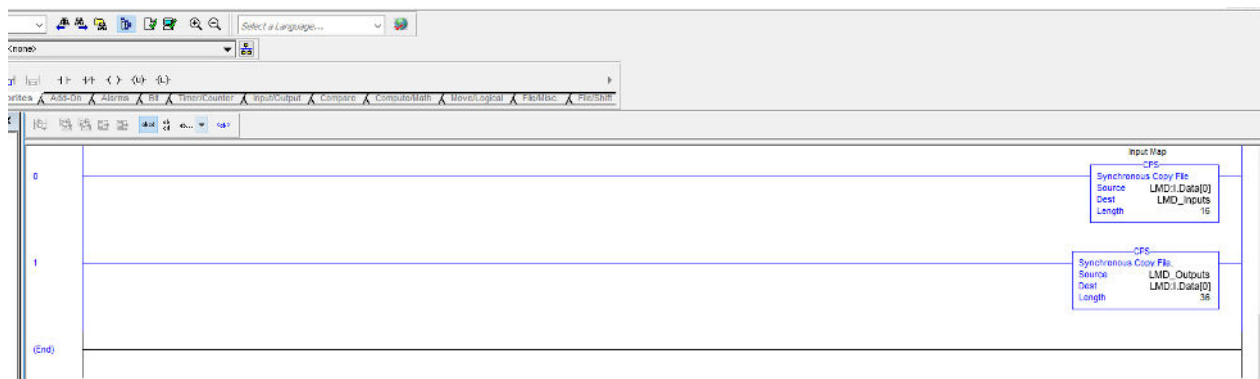 Select a Language...
<none>
Add-On Alarms Bit Timer/Counter Input/Output Compare Compute/Math Move/Logical File/Misc. File/Shift
Input Map
CPS
0
Synchronous Copy File
Source LMD:I.Data[0]
Dest LMD_Inputs
Length 16
CPS
1
Synchronous Copy File
Source LMD_Outputs
Dest LMD:I.Data[0]
Length 36
(End)